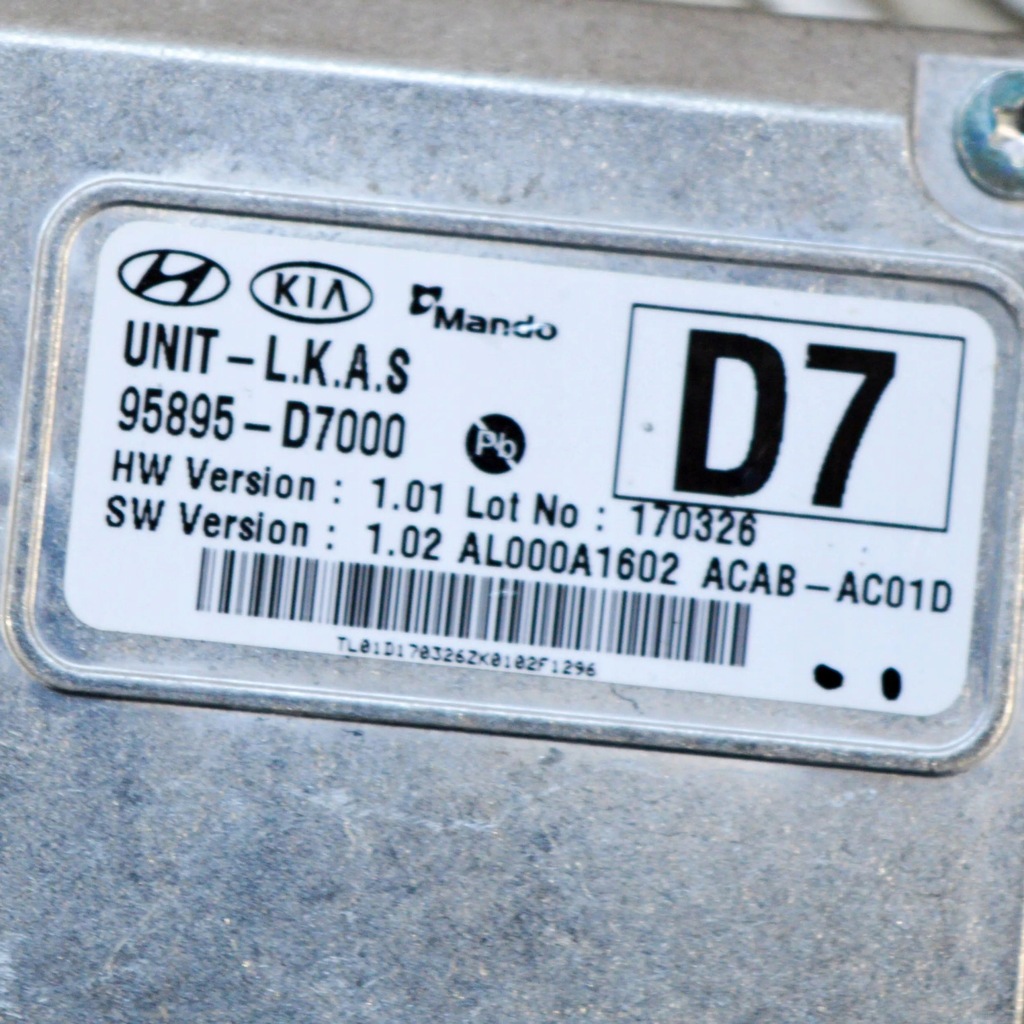 KIA Mando
UNIT-L.K.A.S
95895-D7000
Pb
D7
HW Version : 1.01 Lot No : 170326
SW Version : 1.02 AL000A1602 ACAB-AC01D
TL01D170326ZK0102F1296